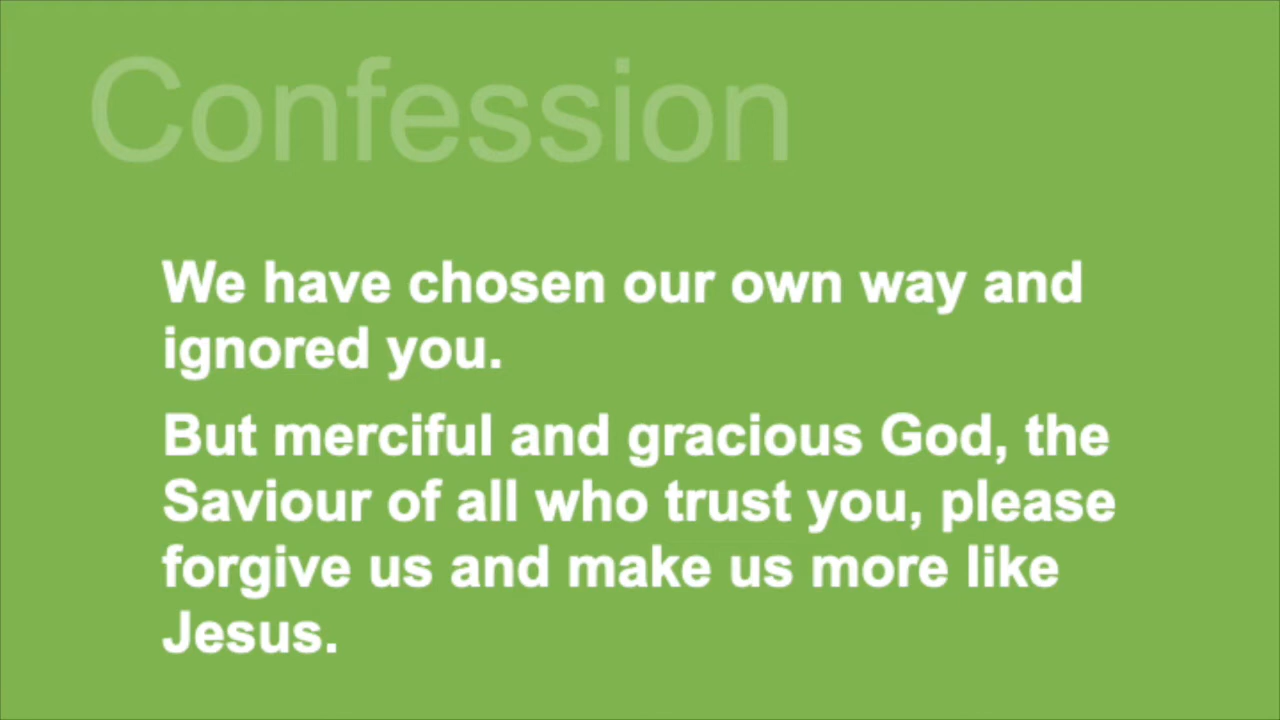 Confession
We have chosen our own way and
ignored you.
But merciful and gracious God, the
Saviour of all who trust you, please
forgive us and make us more like
Jesus.